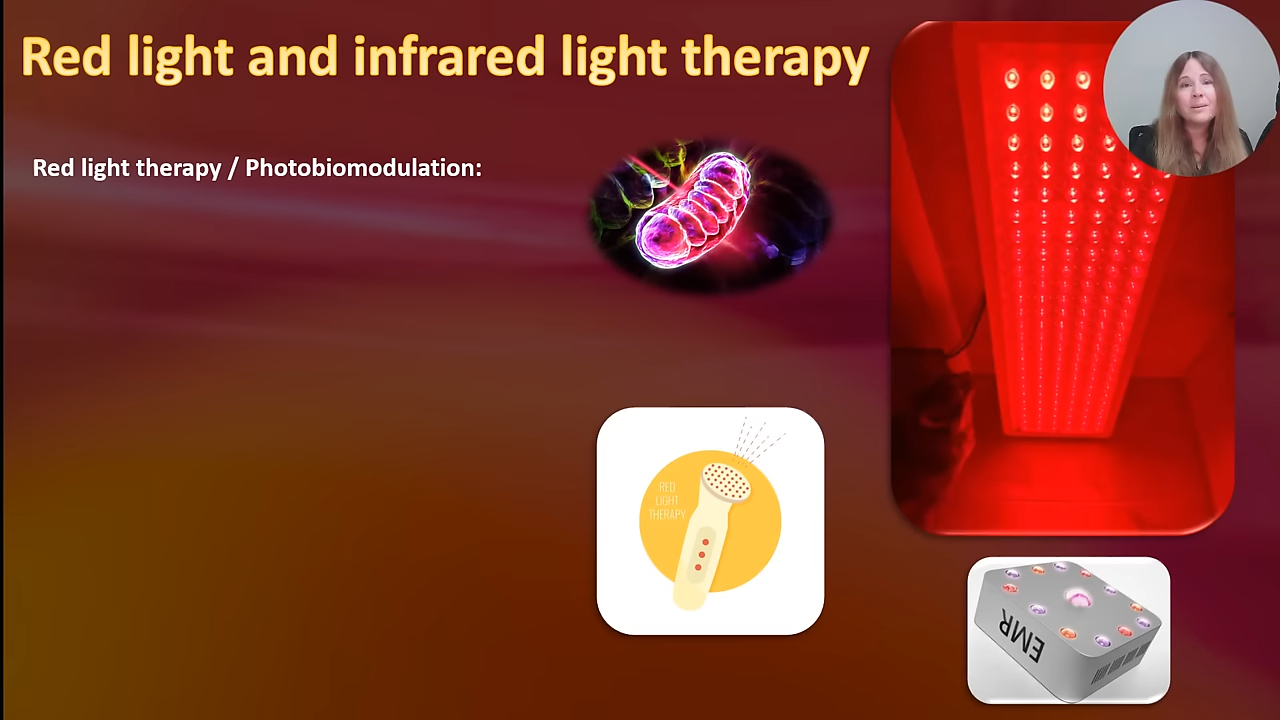 Red light and infrared light therapy
Red light therapy / Photobiomodulation:
RED
LIGHT
THERAPY
EMR